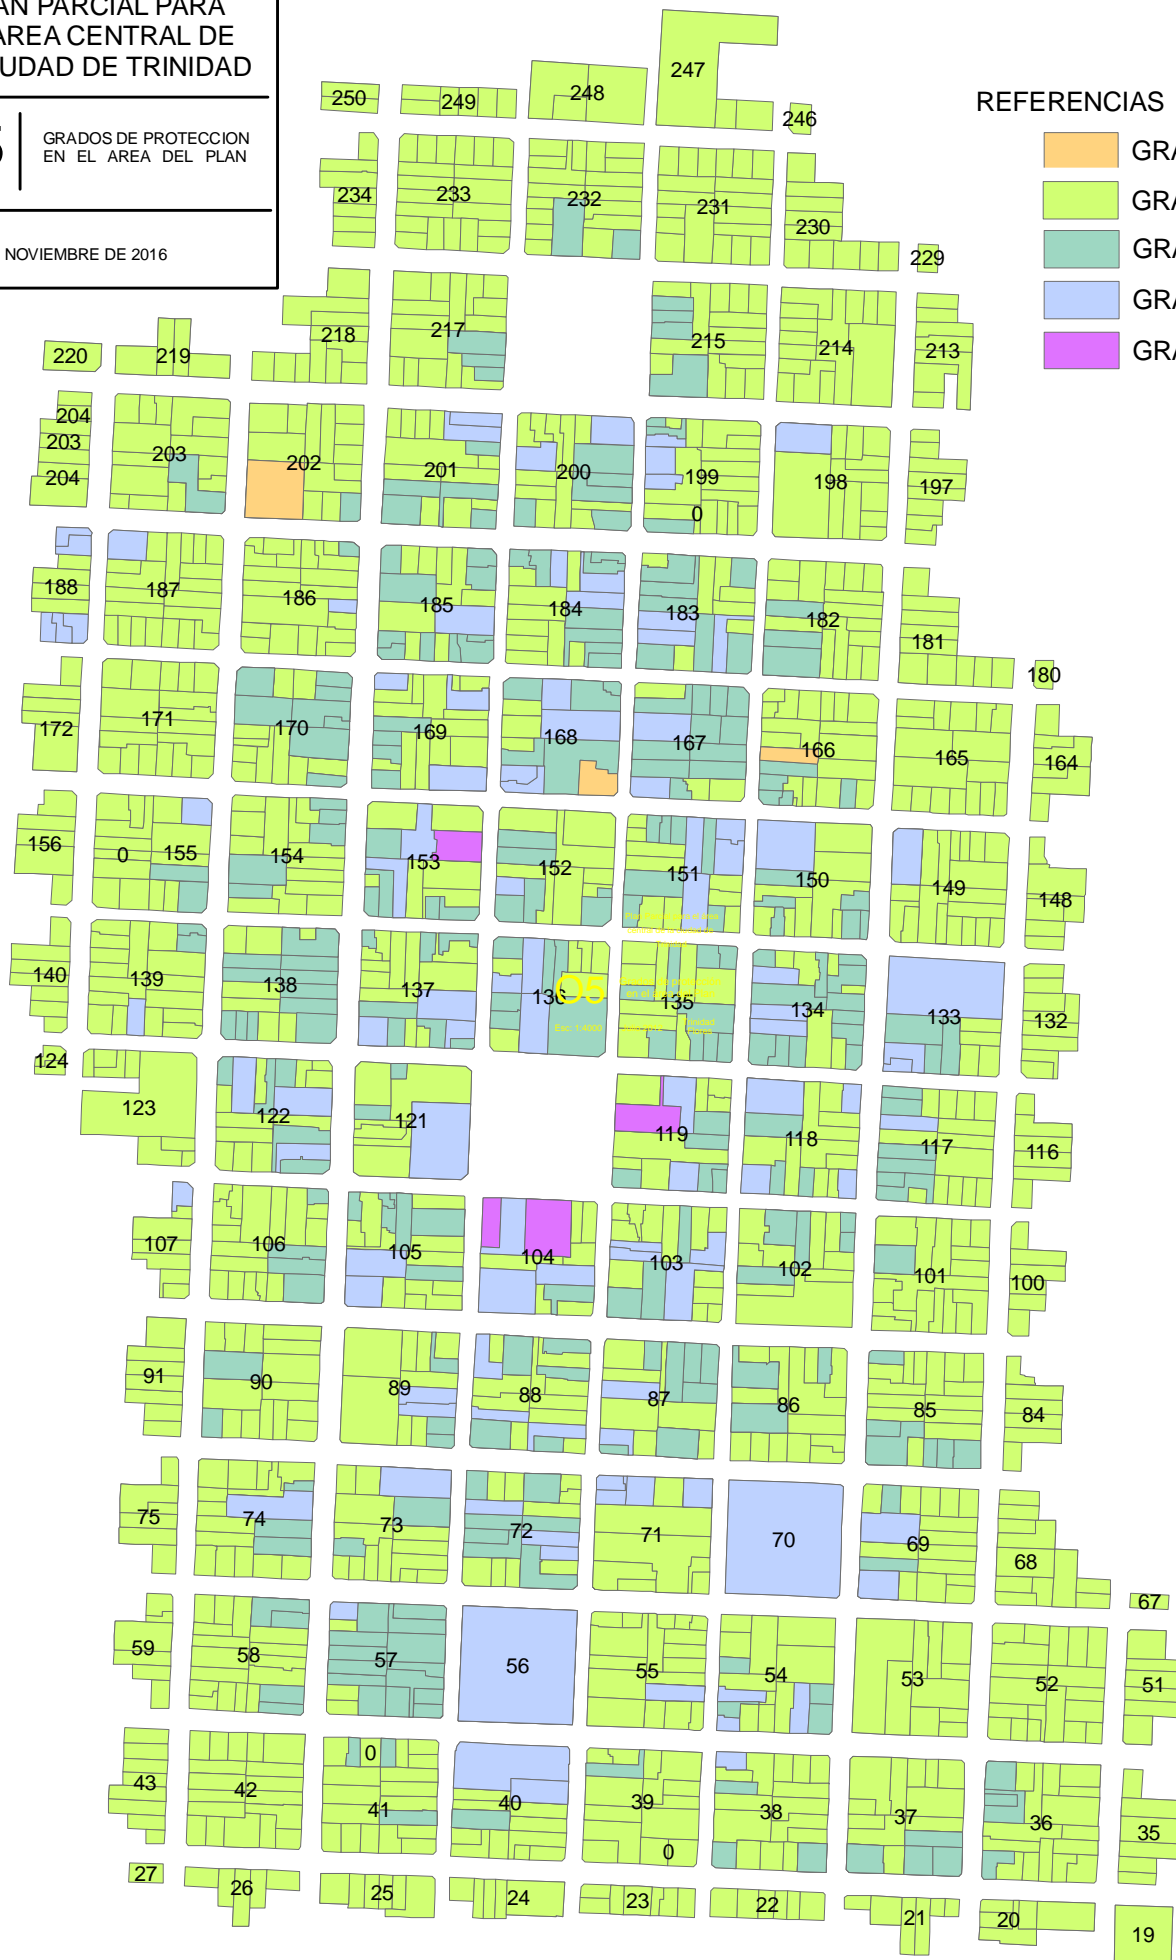 AN PARCIAL PARA
AREA CENTRAL DE
UDAD DE TRINIDAD
5
GRADOS DE PROTECCION
EN EL AREA DEL PLAN
NOVIEMBRE DE 2016
REFERENCIAS
GRA
GRA
GRA
GRA
GRA
247
250 249 248
246
234 233 232 231
230
229
220 219 218 217 215 214 213
204
203
204
203 202 201 200 199 198 197
0
188 187 186 185 184 183 182
181
180
172 171 170 169 168 167 166 165 164
156 0 155 154 153 152 151 150 149 148
140 139 138 137 136 135 134 133 132
05
Esc: 1:4000
124
123 122 121 119 118 117 116
107 106 105 104 103 102 101 100
91 90 89 88 87 86 85 84
75 74 73 72 71 70 69 68
67
59 58 57 56 55 54 53 52 51
0
43 42 41 40 39 38 37 36 35
0
27 26 25 24 23 22 21 20 19